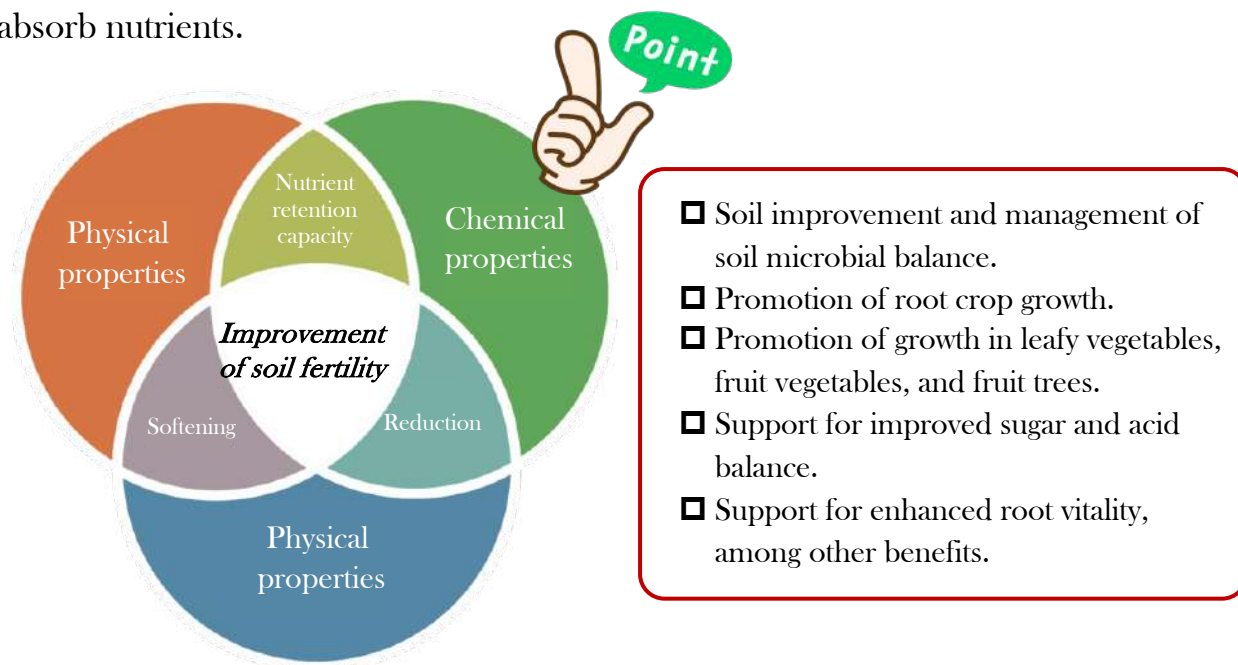 absorb nutrients.
Point
Nutrient
retention
capacity
Physical
properties
Chemical
properties
Improvement
of soil fertility
Softening
Reduction
Physical
properties
❑ Soil improvement and management of
soil microbial balance.
❑ Promotion of root crop growth.
❑ Promotion of growth in leafy vegetables,
fruit vegetables, and fruit trees.
❑ Support for improved sugar and acid
balance.
❑ Support for enhanced root vitality,
among other benefits.